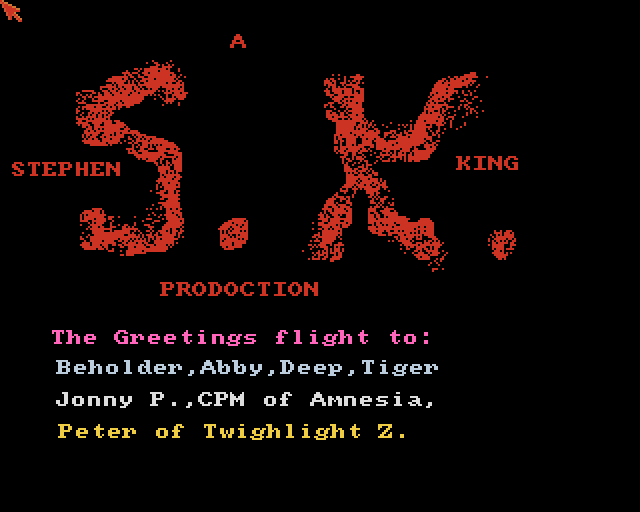 A
S. K.
STEPHEN
KING
PRODOCTION
The Greetings flight to:
Beholder,Abby,Deep,Tiger
Jonny P.,CPM of Amnesia,
Peter of Twighlight Z.